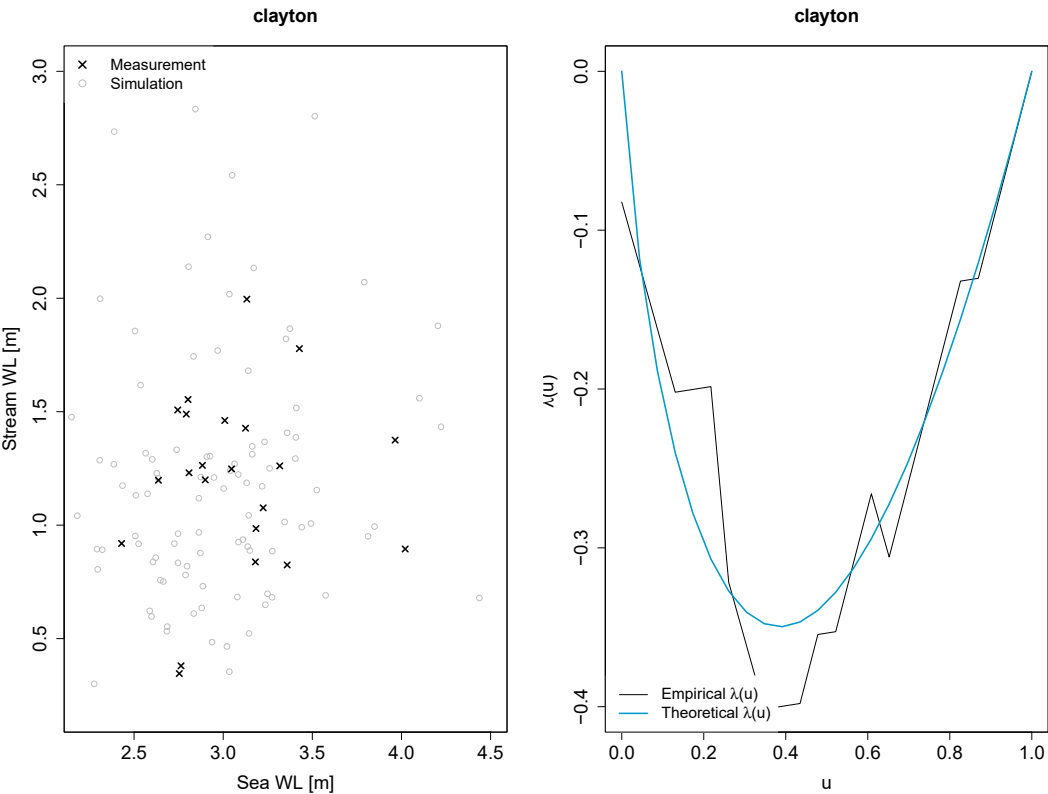 clayton
Measurement
Simulation
3.0
2.5
2.0
1.5
1.0
0.5
Stream WL [m]
2.5 3.0 3.5 4.0 4.5
Sea WL [m]
clayton
0.0
−0.1
−0.2
−0.3
−0.4
λ(u)
Empirical λ(u)
Theoretical λ(u)
0.0 0.2 0.4 0.6 0.8 1.0
u